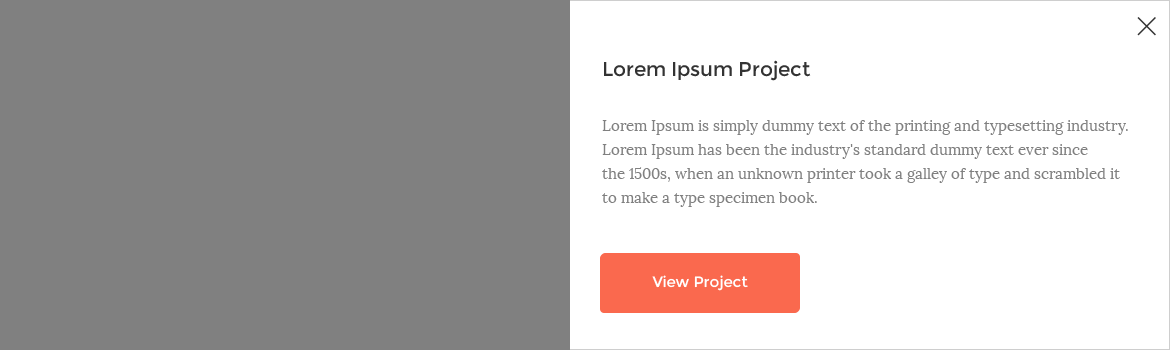 Lorem Ipsum Project
Lorem Ipsum is simply dummy text of the printing and typesetting industry.
Lorem Ipsum has been the industry's standard dummy text ever since
the 1500s, when an unknown printer took a galley of type and scrambled it
to make a type specimen book.
View Project